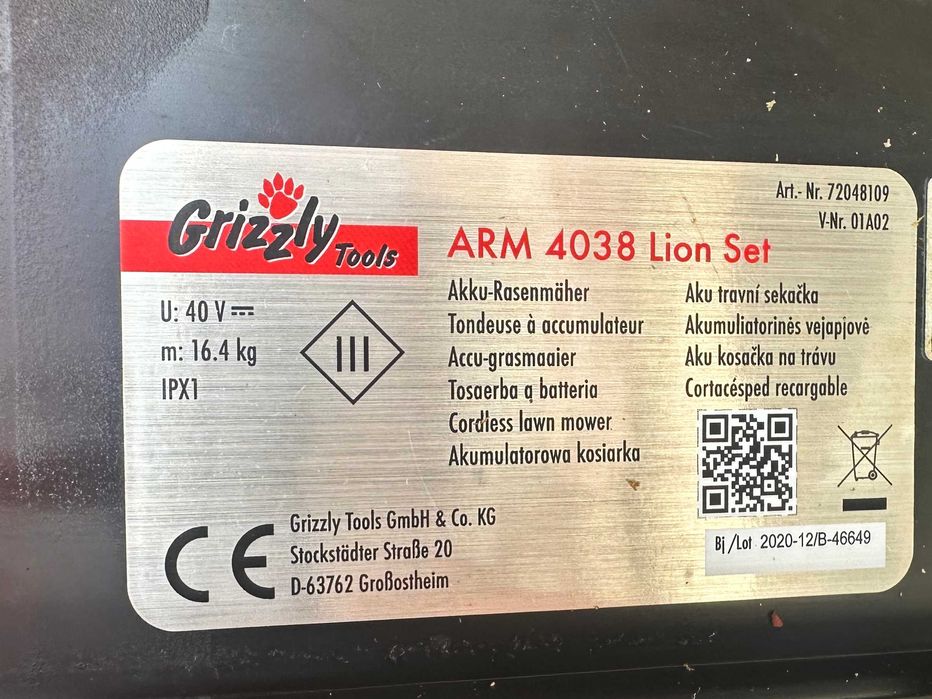 Art.- Nr. 72048109
V-Nr. 01A02
Grizzly Tools
ARM 4038 Lion Set
U: 40 V
m: 16.4 kg
IPX1
III
Akku-Rasenmäher
Tondeuse à accumulateur
Accu-grasmaaier
Tosaerba a batteria
Cordless lawn mower
Akumulatorowa kosiarka
Aku travní sekačka
Akumuliatorinės vejapjovė
Aku kosačka na trávu
Cortacésped recargable
CE
Grizzly Tools GmbH & Co. KG
Stockstädter Straße 20
D-63762 Großostheim
Bj /Lot 2020-12/B-46649